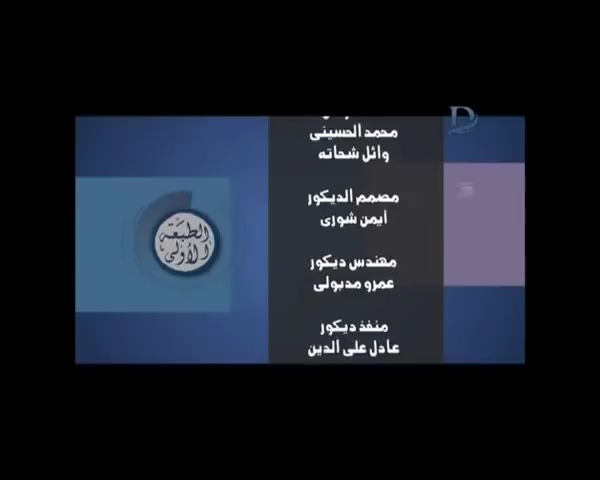 محمد الحسينى
وائل شحاته
مصمم الديكور
أيمن شورى
مهندس ديكور
عمرو مدبولى
منفذ ديكور
عادل على الدين
الطبعة
الأولى
D